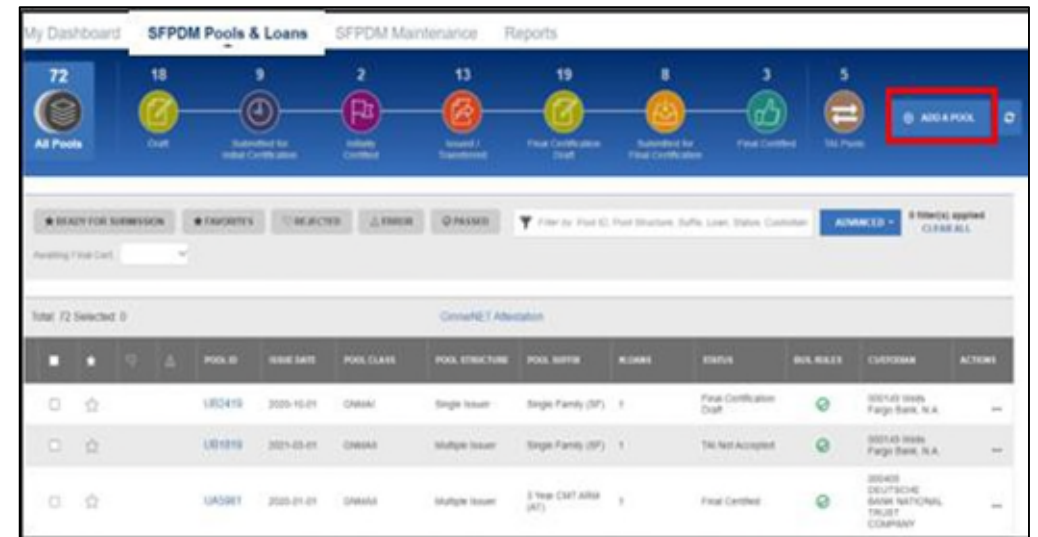 My Dashboard SFPDM Pools & Loans SFPDM Maintenance Reports
72 18 9 2 13 19 8 3 5
All Pools Draft Submitted for Initial Certification Initially Certified Issued / Transferred Final Certification Draft Submitted for Final Certification Final Certified TAI Pools ADD A POOL
READY FOR SUBMISSION FAVORITES REJECTED ERROR PASSED Filter by: Pool ID, Pool Structure, Suffix, Loan, Status, Custodian ADVANCED 0 filter(s) applied
CLEAR ALL
Awaiting Final Cert.
Total: 72 Selected: 0 GinnieNET Attestation
POOL ID ISSUE DATE POOL CLASS POOL STRUCTURE POOL SUFFIX #LOANS STATUS BUS. RULES CUSTODIAN ACTIONS
UB2419 2020-10-01 Single Issuer Single Family (SF) 1 Final Certification Draft 000145 Wells Fargo Bank, N.A. ...
UB1819 2021-03-01 Multiple Issuer Single Family (SF) 1 TAI Not Accepted 000145 Wells Fargo Bank, N.A. ...
UA5981 2020-01-01 Multiple Issuer 3 Year CMT ARM (AT) 1 Final Certified 000409 DEUTSCHE BANK NATIONAL TRUST COMPANY ...